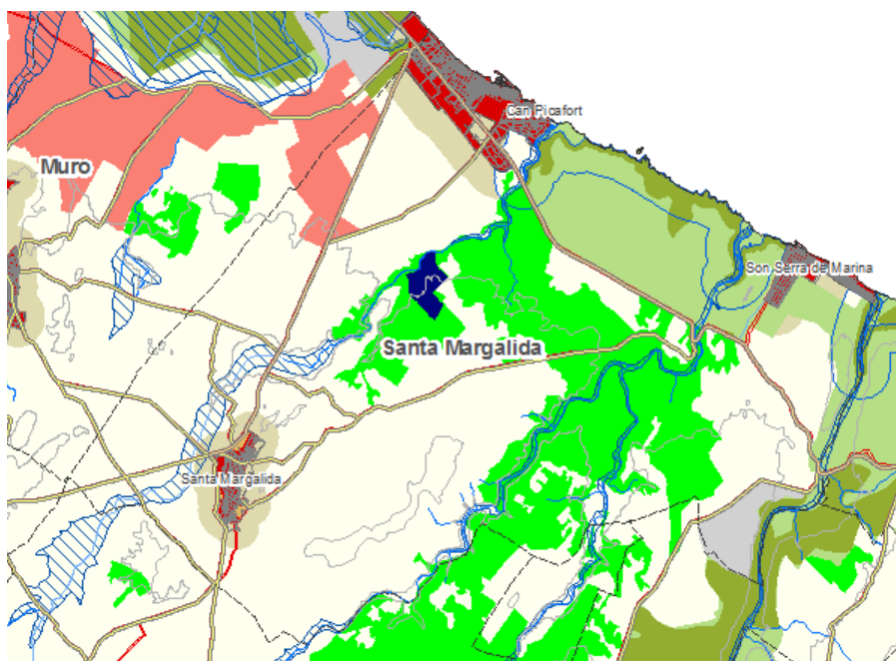 Can Picafort
Muro
Son Serra de Marina
Santa Margalida
Santa Margalida